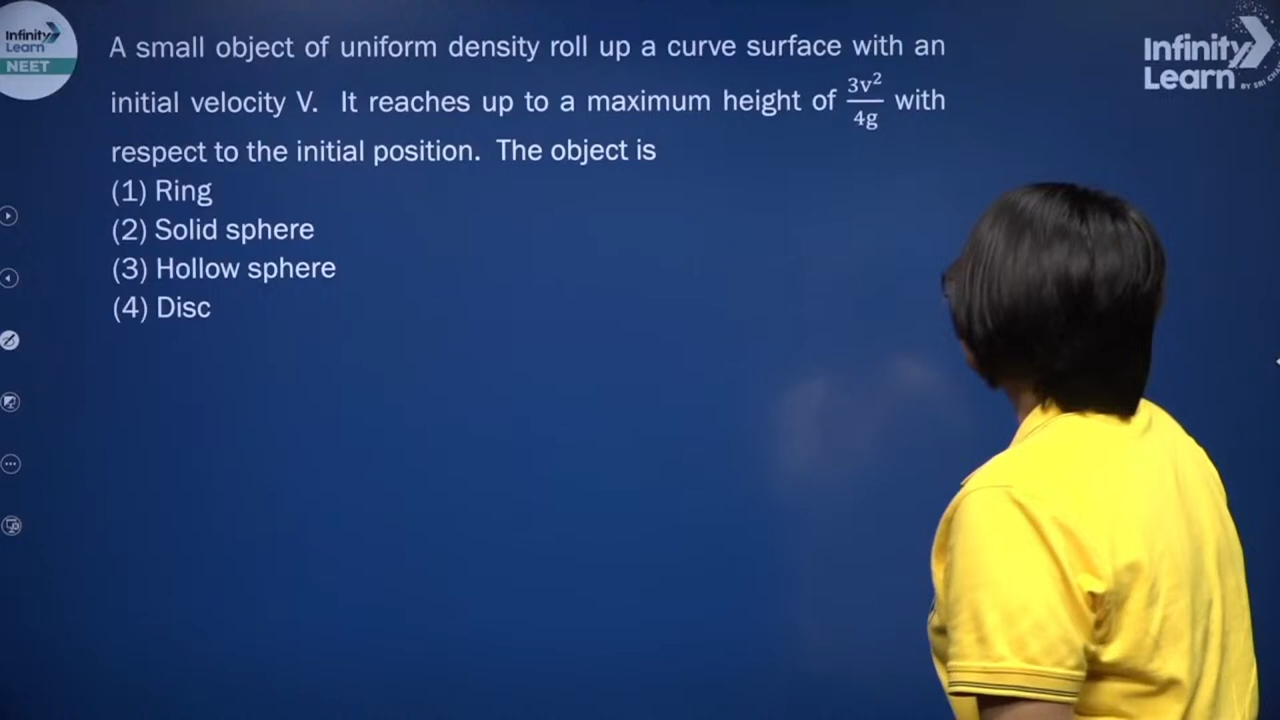 Infinity
Learn
NEET
A small object of uniform density roll up a curve surface with an
initial velocity V. It reaches up to a maximum height of 3v²/4g with
respect to the initial position. The object is
(1) Ring
(2) Solid sphere
(3) Hollow sphere
(4) Disc
Infinity
Learn
BY SRI